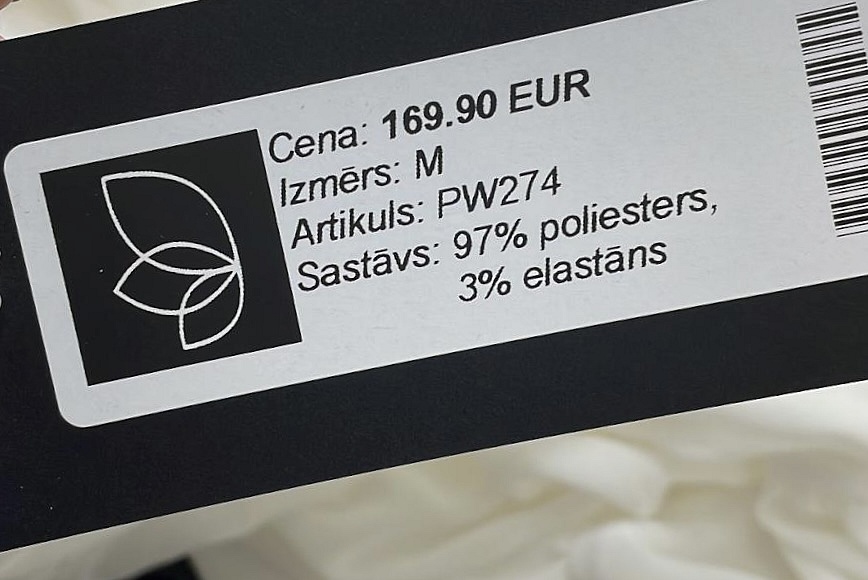 Cena: 169.90 EUR
Izmērs: M
Artikuls: PW274
Sastāvs: 97% poliesters,
3% elastāns